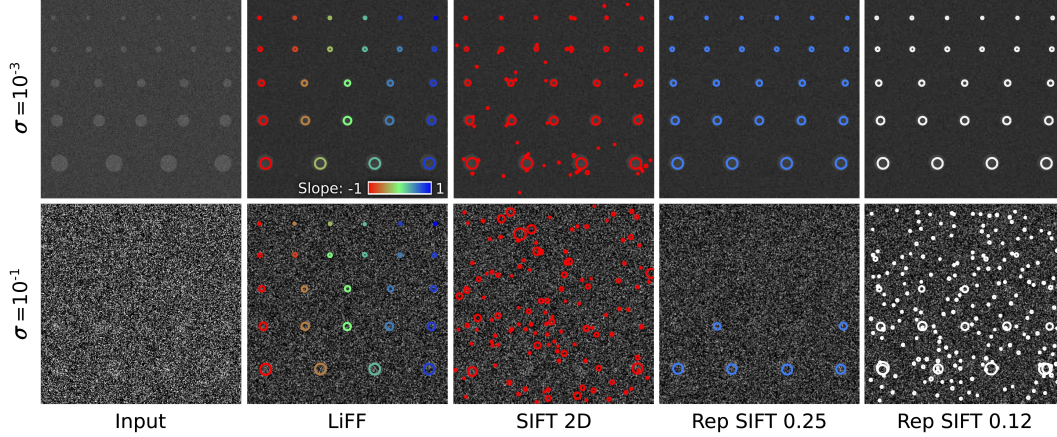 σ=10⁻³
Slope: -1 1
σ=10⁻¹
Input LiFF SIFT 2D Rep SIFT 0.25 Rep SIFT 0.12